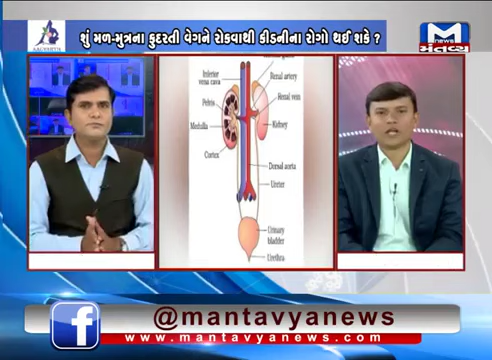 AALAAYAM
શું મળ-મુત્રના કુદરતી વેગને રોકવાથી કીડનીના રોગો થઈ શકે ?
મંતવ્ય
news
Inferior
vena cava
Renal artery
Renal vein
Pelvis
Medulla
Kidney
Cortex
Dorsal aorta
Ureter
Urinary
bladder
Urethra
@mantavyanews
www.mantavyanews.com